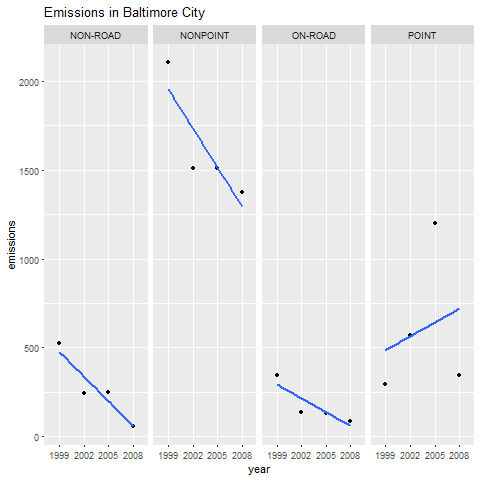 Emissions in Baltimore City
NON-ROAD NONPOINT ON-ROAD POINT
2000
1500
1000
500
0
emissions
1999 2002 2005 2008 1999 2002 2005 2008 1999 2002 2005 2008 1999 2002 2005 2008
year